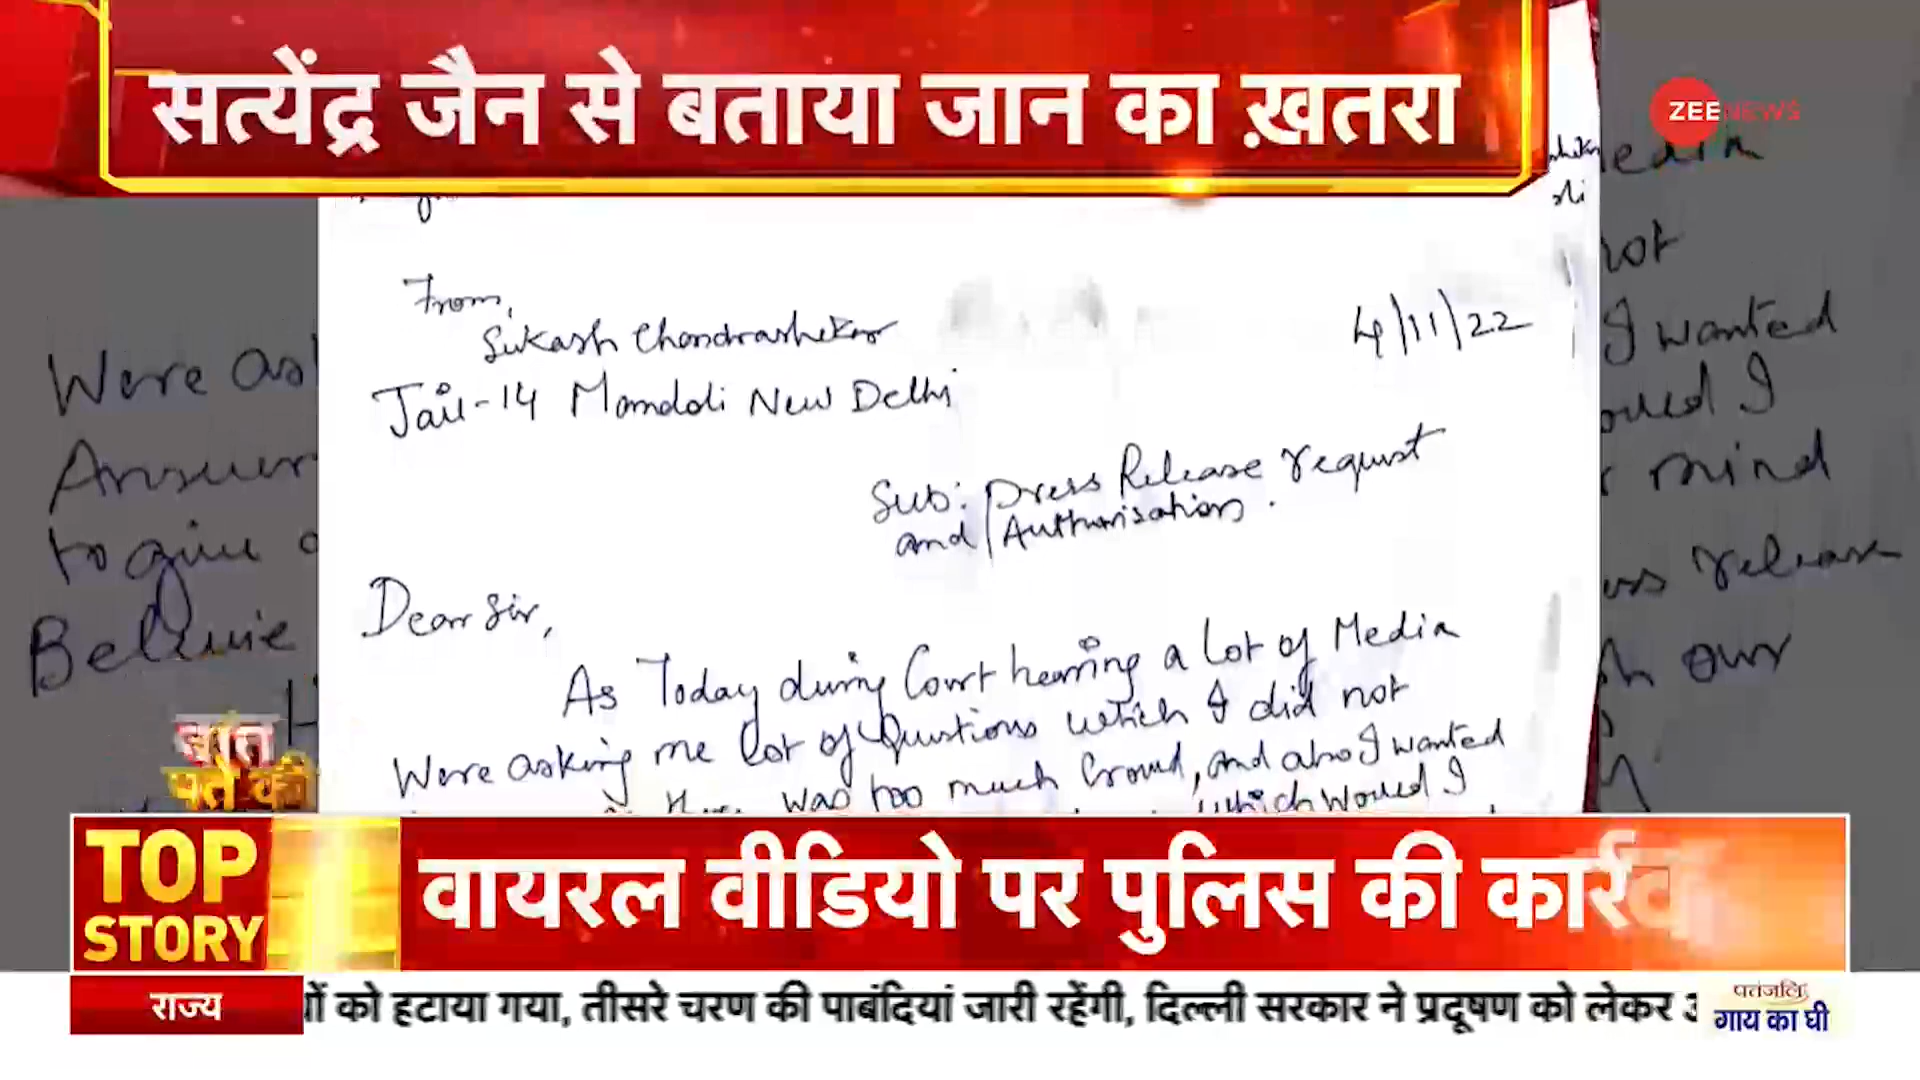 सत्येंद्र जैन से बताया जान का ख़तरा
ZEE NEWS
From,
Sukash Chandrashekar
4/11/22
Jail-14 Mandoli New Delhi
Sub: Press Release request
and Authorisation.
Dear Sir,
As Today during Court hearing a lot of Media
Were asking me lot of Questions which I did not
was too much Crowd, and also I wanted
which Would I
Were as
to give
not
I wanted
mind
release
our
बात
पते की
TOP
STORY
वायरल वीडियो पर पुलिस की
राज्य
को हटाया गया, तीसरे चरण की पाबंदियां जारी रहेंगी, दिल्ली सरकार ने प्रदूषण को लेकर
पतंजलि
गाय का घी